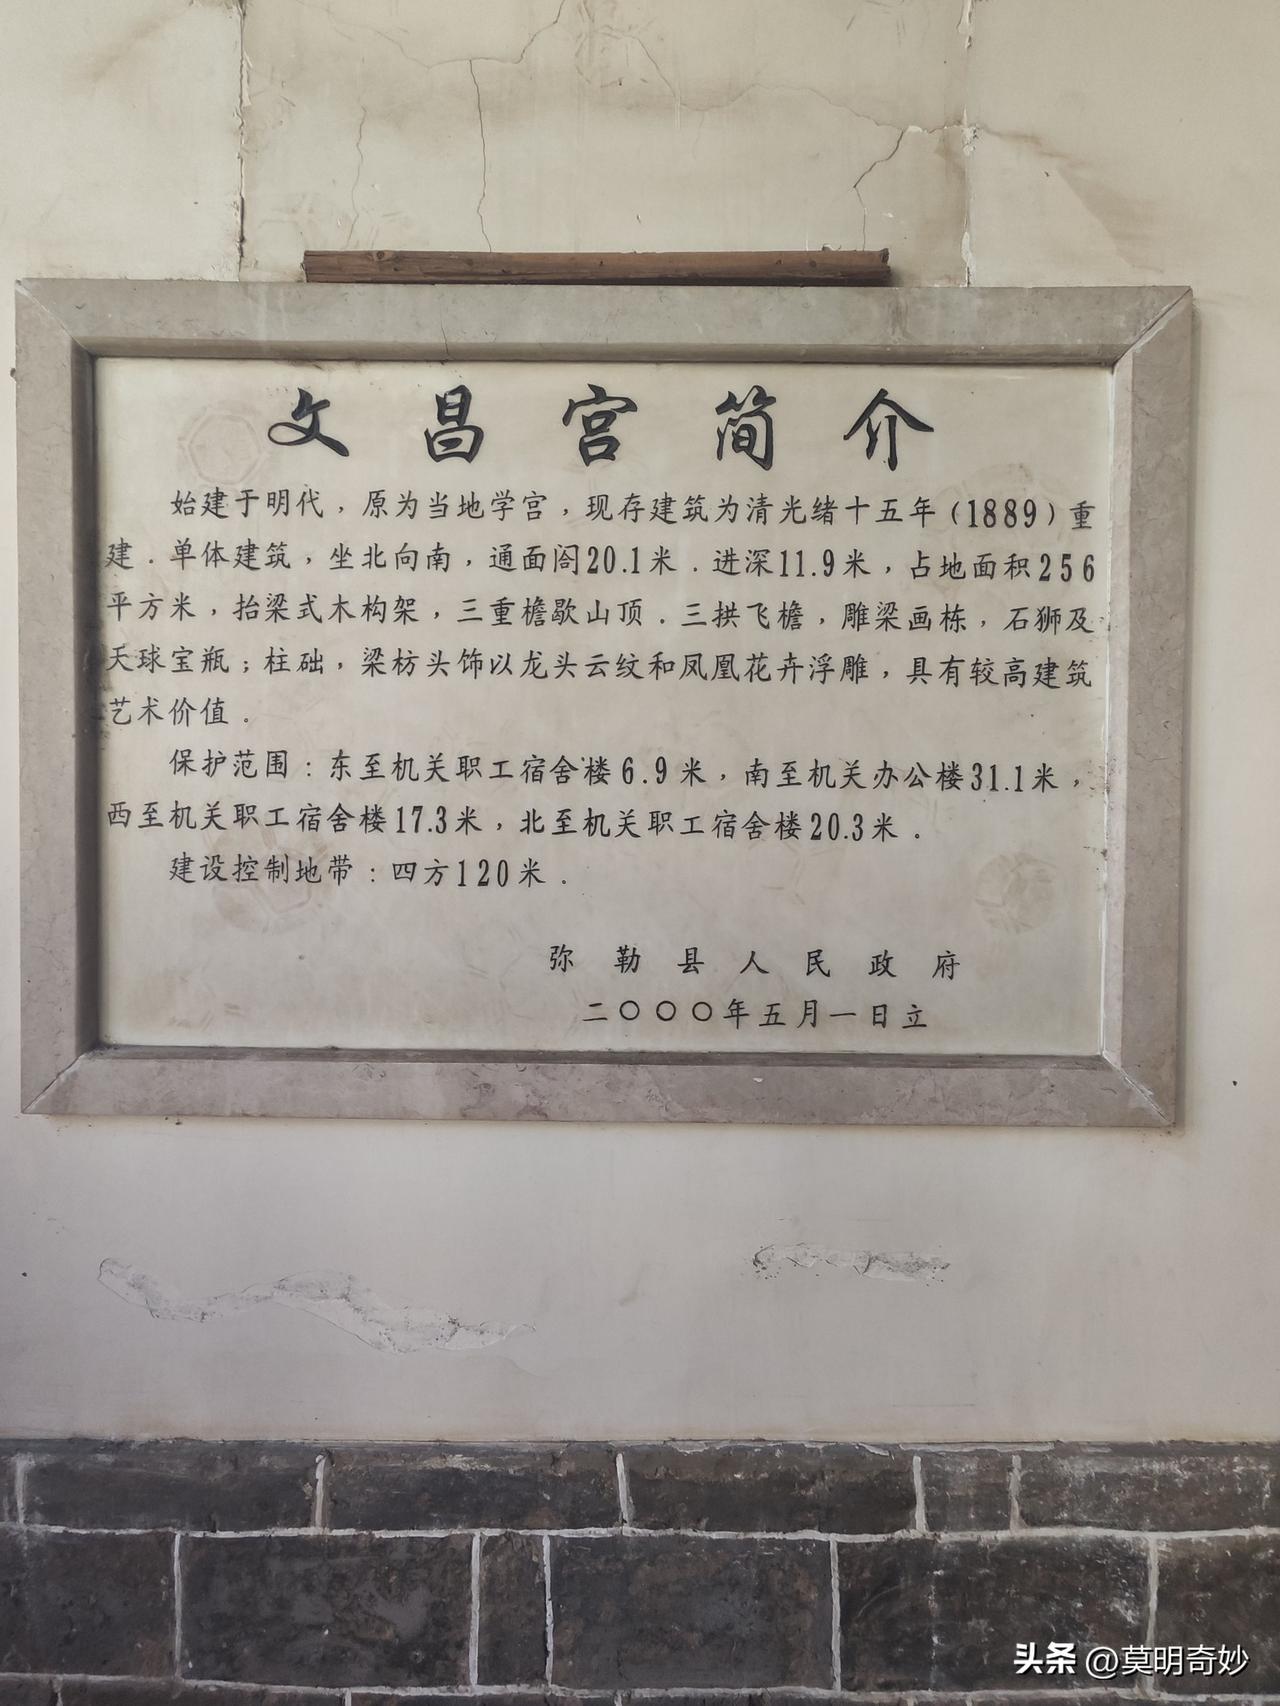 文昌宫简介
始建于明代，原为当地学宫，现存建筑为清光绪十五年（1889）重
建．单体建筑，坐北向南，通面阁20.1米．进深11.9米，占地面积256
平方米，抬梁式木构架，三重檐歇山顶．三拱飞檐，雕梁画栋，石狮及
天球宝瓶；柱础，梁枋头饰以龙头云纹和凤凰花卉浮雕，具有较高建筑
艺术价值．
保护范围：东至机关职工宿舍楼6.9米，南至机关办公楼31.1米，
西至机关职工宿舍楼17.3米，北至机关职工宿舍楼20.3米．
建设控制地带：四方120米．
弥勒县人民政府
二〇〇〇年五月一日立
头条 @莫明奇妙